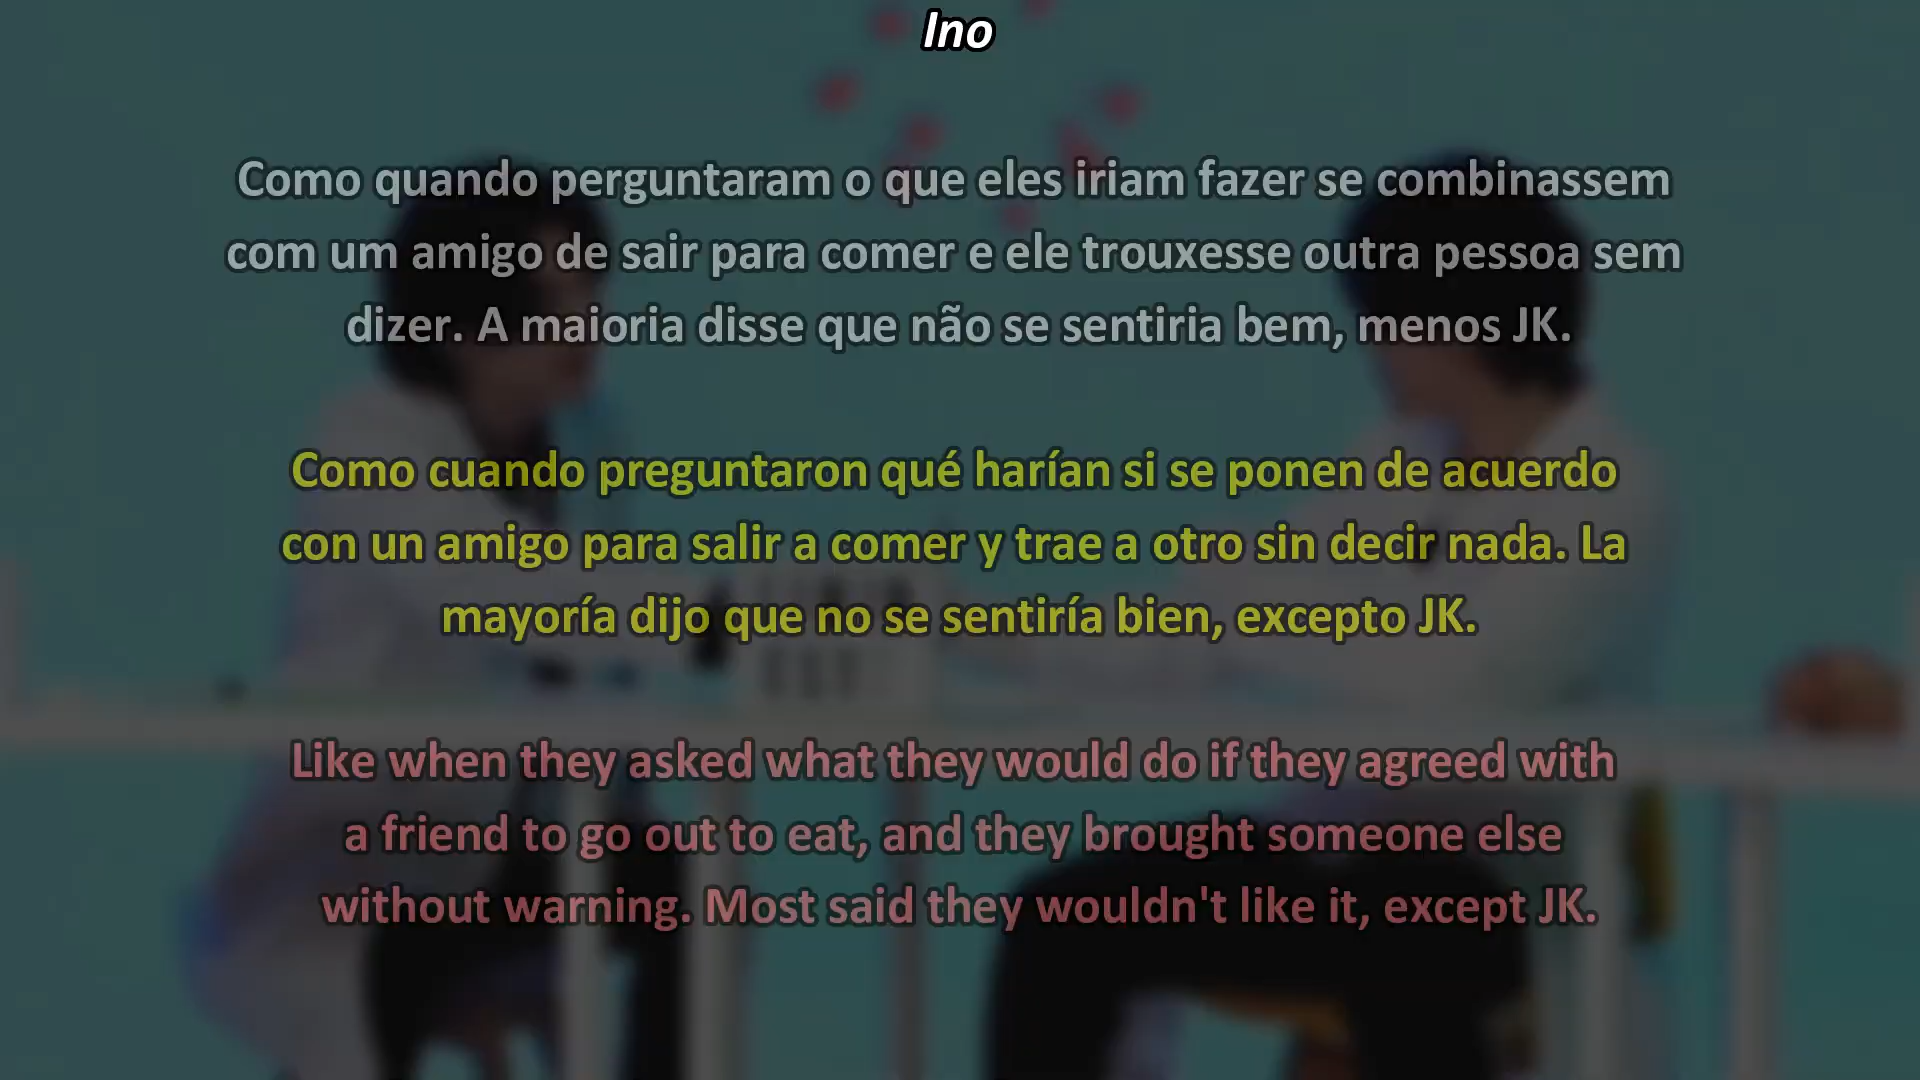 Ino
Como quando perguntaram o que eles iriam fazer se combinassem
com um amigo de sair para comer e ele trouxesse outra pessoa sem
dizer. A maioria disse que não se sentiria bem, menos JK.
Como cuando preguntaron qué harían si se ponen de acuerdo
con un amigo para salir a comer y trae a otro sin decir nada. La
mayoría dijo que no se sentiría bien, excepto JK.
Like when they asked what they would do if they agreed with
a friend to go out to eat, and they brought someone else
without warning. Most said they wouldn't like it, except JK.